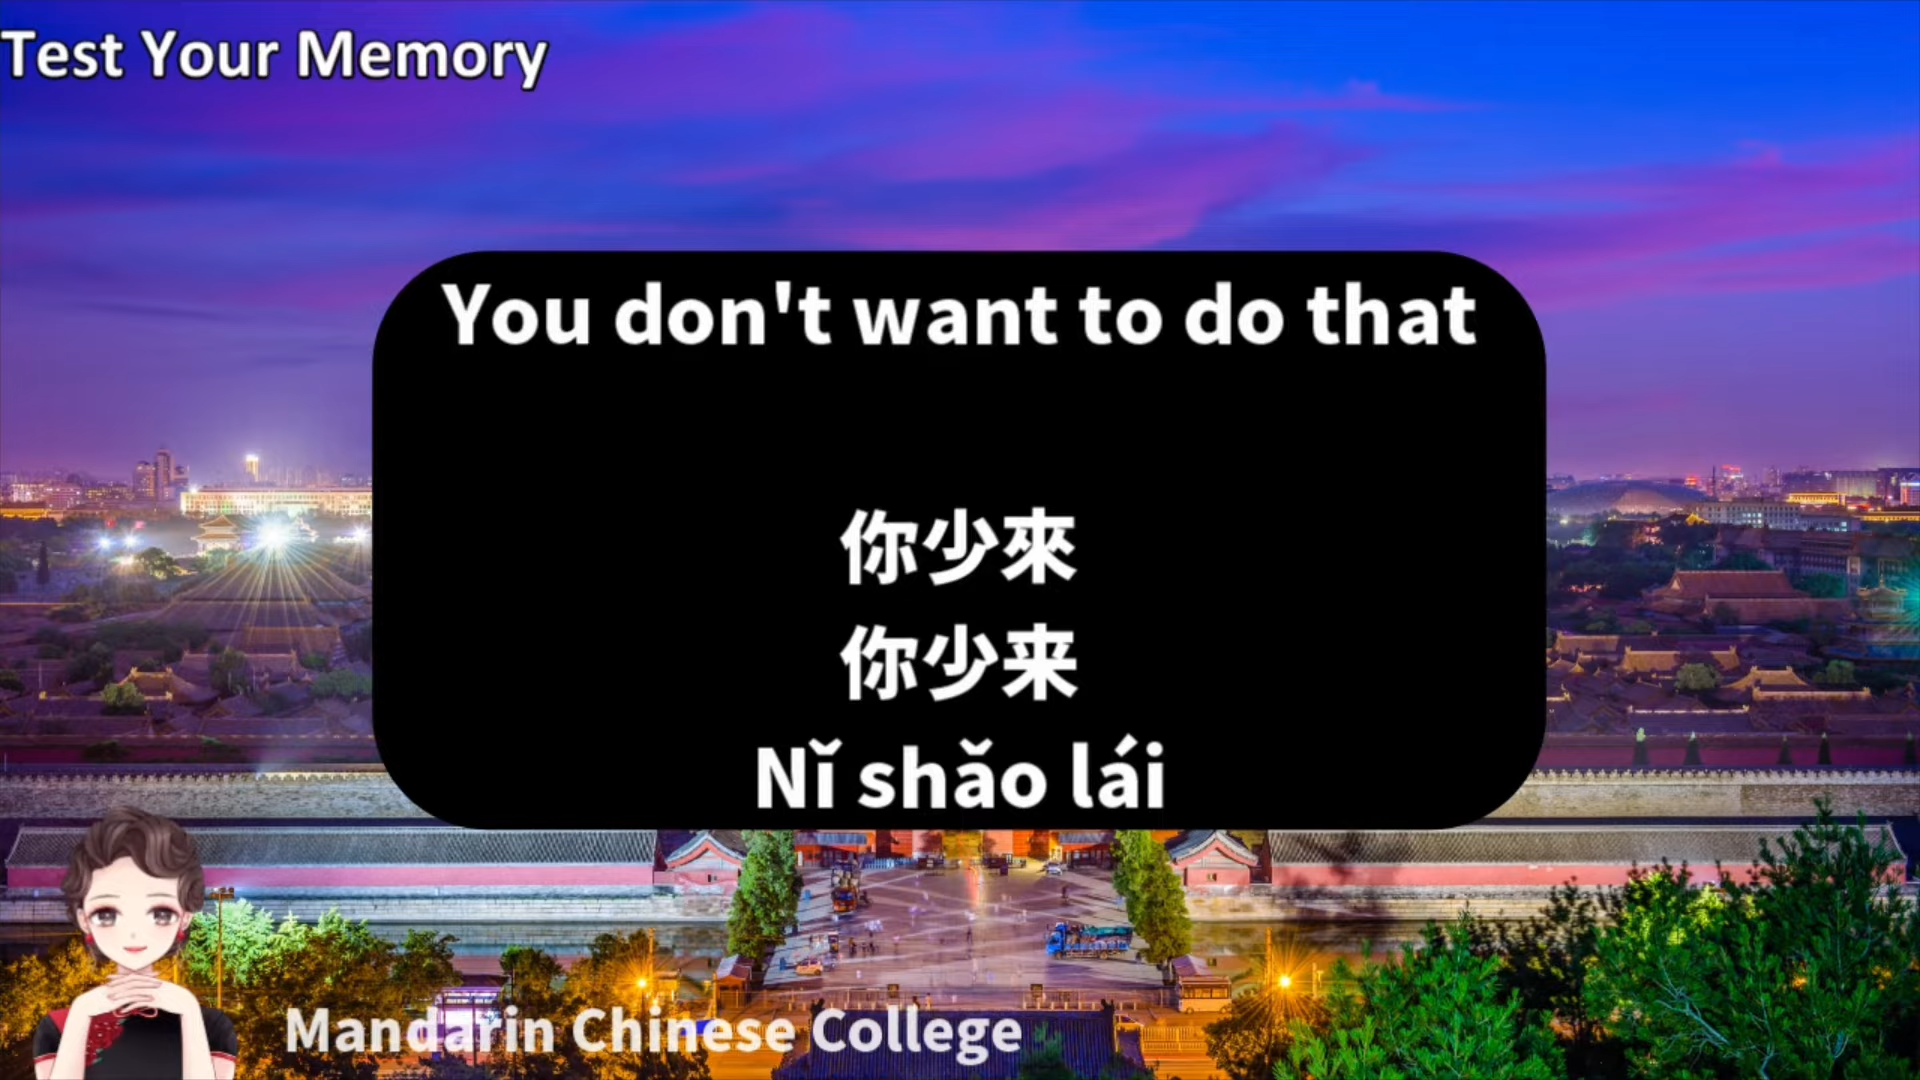 Test Your Memory
You don't want to do that
你少來
你少来
Nǐ shǎo lái
Mandarin Chinese College